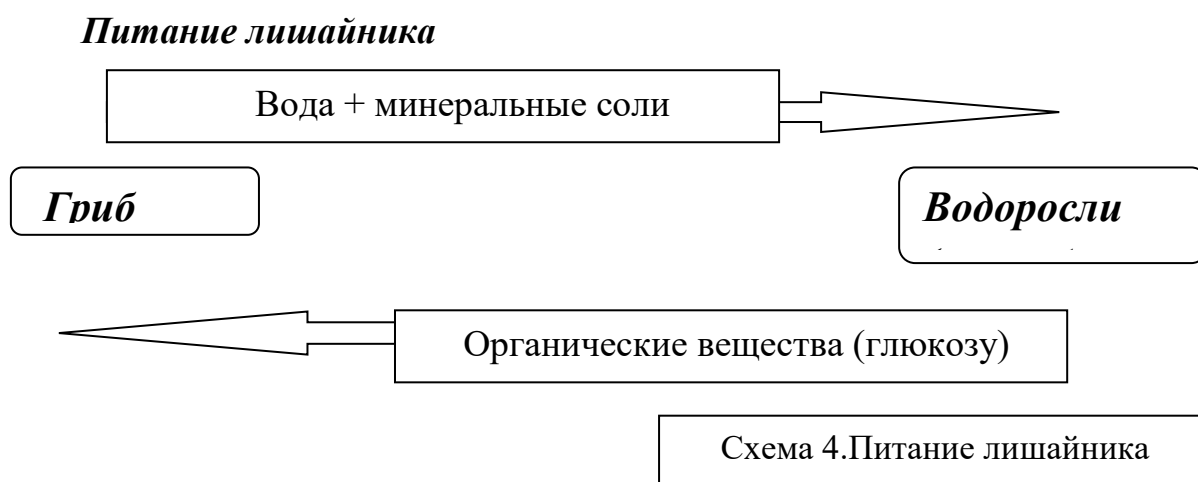 Питание лишайника
Вода + минеральные соли
Гриб
Водоросли
Органические вещества (глюкозу)
Схема 4.Питание лишайника